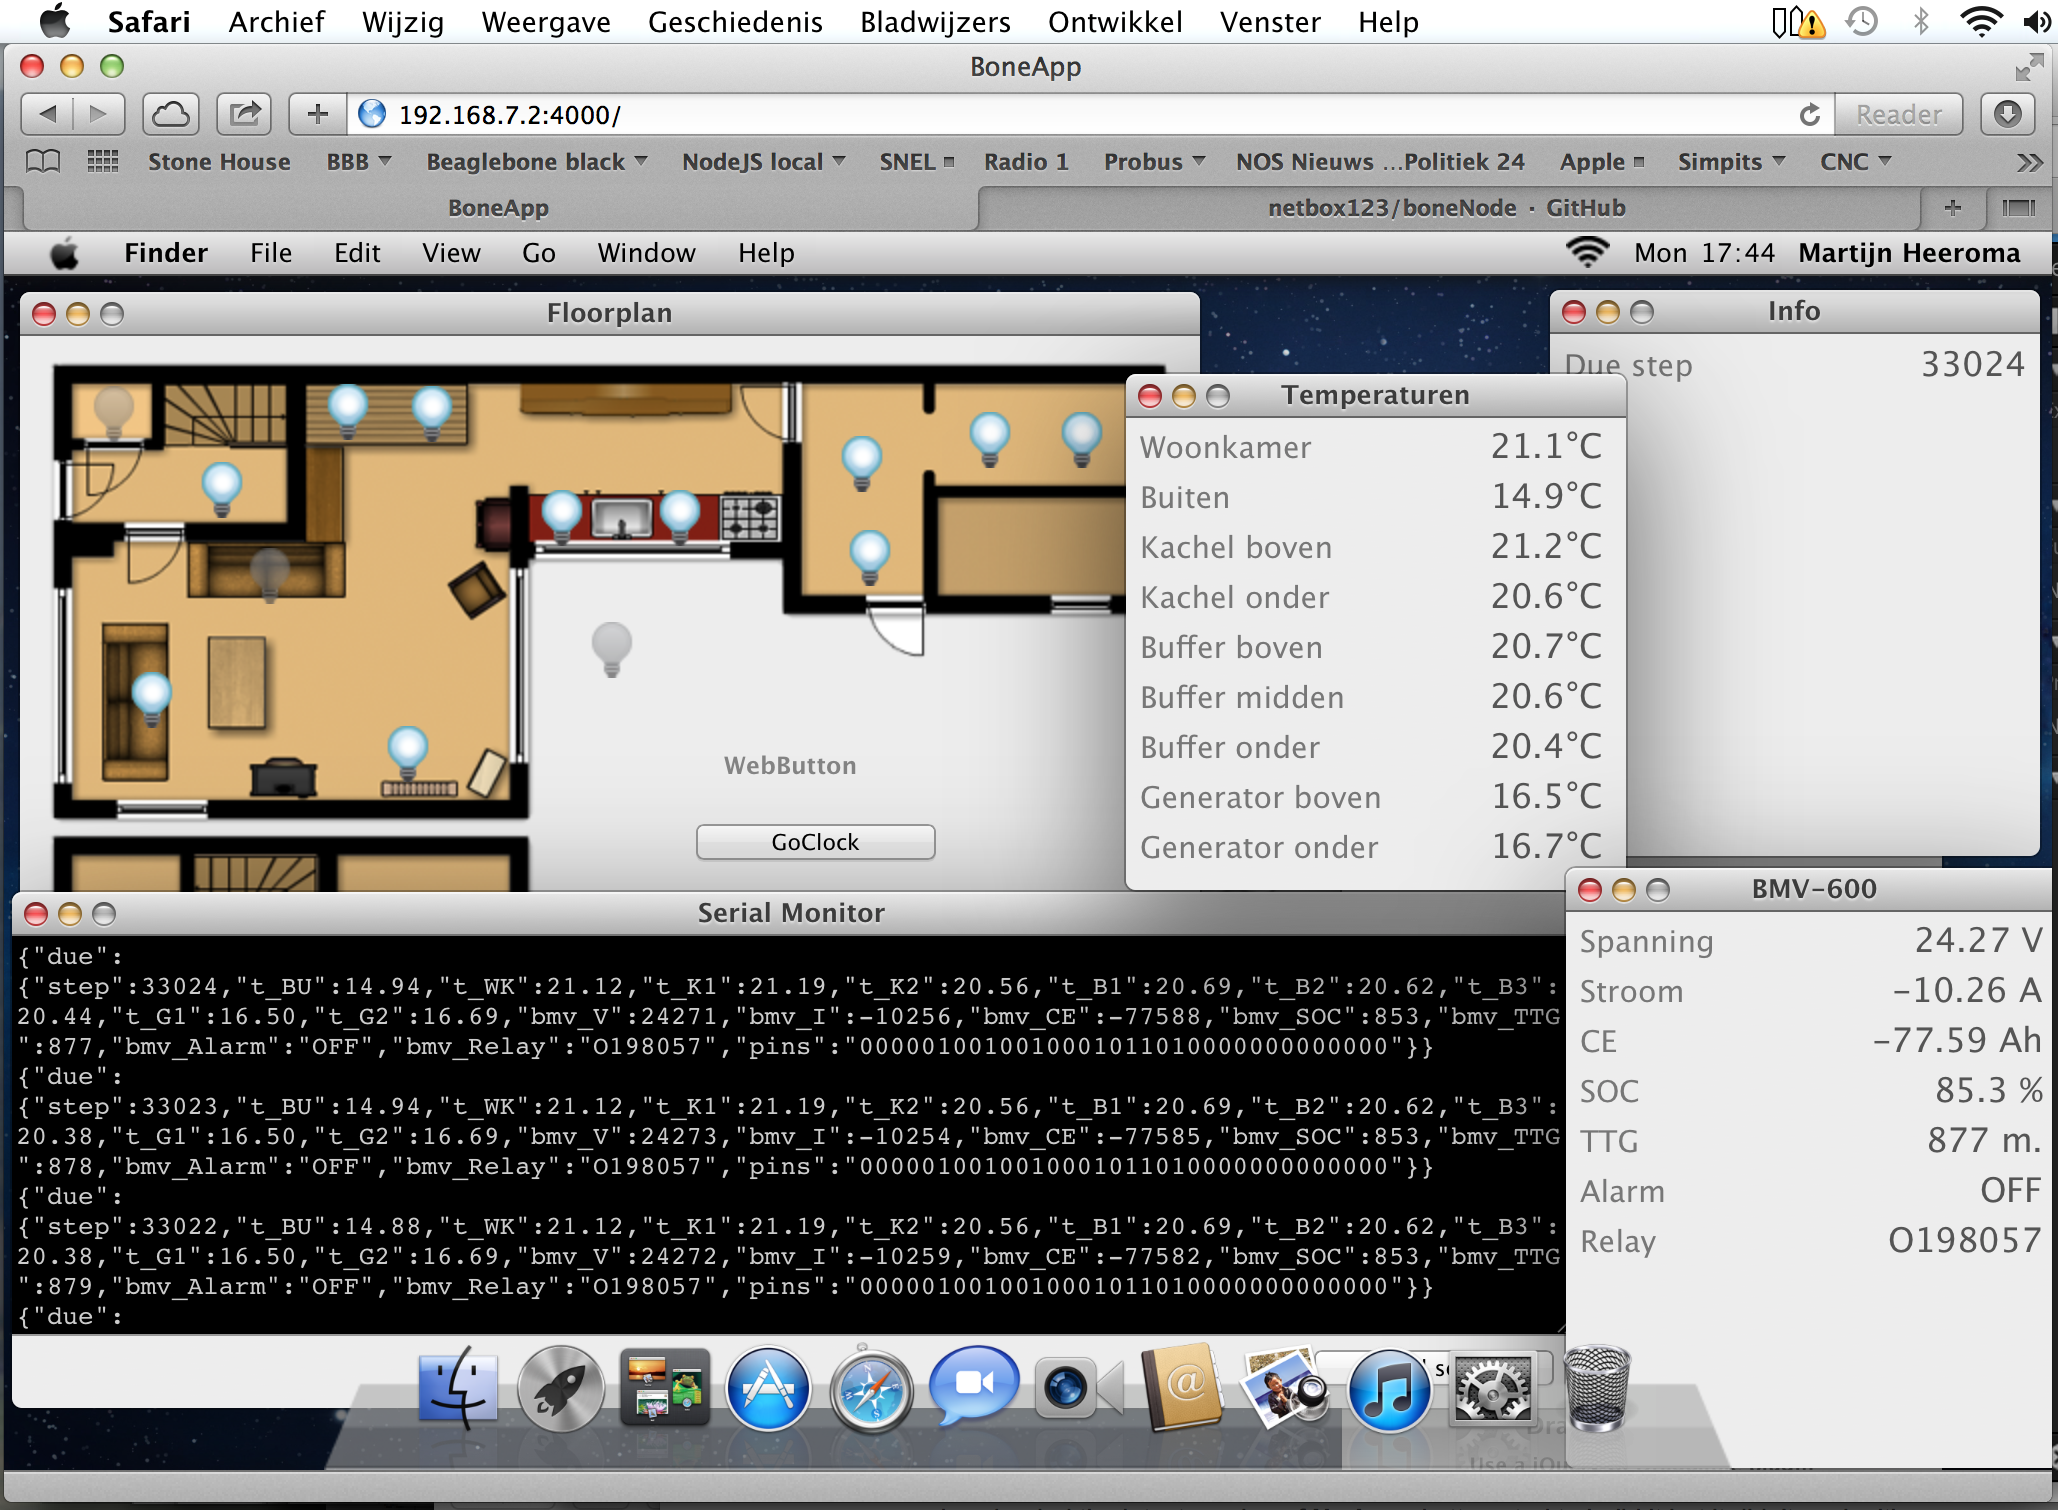 Safari Archief Wijzig Weergave Geschiedenis Bladwijzers Ontwikkel Venster Help
BoneApp
192.168.7.2:4000/
Reader
Stone House BBB Beaglebone black NodeJS local SNEL Radio 1 Probus NOS Nieuws ...Politiek 24 Apple Simpits CNC
BoneApp
netbox123/boneNode · GitHub
Finder File Edit View Go Window Help
Mon 17:44 Martijn Heeroma
Floorplan
WebButton
GoClock
Info
Due step 33024
Temperaturen
Woonkamer 21.1°C
Buiten 14.9°C
Kachel boven 21.2°C
Kachel onder 20.6°C
Buffer boven 20.7°C
Buffer midden 20.6°C
Buffer onder 20.4°C
Generator boven 16.5°C
Generator onder 16.7°C
Serial Monitor
{"due":
{"step":33024,"t_BU":14.94,"t_WK":21.12,"t_K1":21.19,"t_K2":20.56,"t_B1":20.69,"t_B2":20.62,"t_B3":
20.44,"t_G1":16.50,"t_G2":16.69,"bmv_V":24271,"bmv_I":-10256,"bmv_CE":-77588,"bmv_SOC":853,"bmv_TTG
":877,"bmv_Alarm":"OFF","bmv_Relay":"O198057","pins":"00000100100100010110100000000000000"}}
{"due":
{"step":33023,"t_BU":14.94,"t_WK":21.12,"t_K1":21.19,"t_K2":20.56,"t_B1":20.69,"t_B2":20.62,"t_B3":
20.38,"t_G1":16.50,"t_G2":16.69,"bmv_V":24273,"bmv_I":-10254,"bmv_CE":-77585,"bmv_SOC":853,"bmv_TTG
":878,"bmv_Alarm":"OFF","bmv_Relay":"O198057","pins":"00000100100100010110100000000000000"}}
{"due":
{"step":33022,"t_BU":14.88,"t_WK":21.12,"t_K1":21.19,"t_K2":20.56,"t_B1":20.69,"t_B2":20.62,"t_B3":
20.38,"t_G1":16.50,"t_G2":16.69,"bmv_V":24272,"bmv_I":-10259,"bmv_CE":-77582,"bmv_SOC":853,"bmv_TTG
":879,"bmv_Alarm":"OFF","bmv_Relay":"O198057","pins":"00000100100100010110100000000000000"}}
{"due":
BMV-600
Spanning 24.27 V
Stroom -10.26 A
CE -77.59 Ah
SOC 85.3 %
TTG 877 m.
Alarm OFF
Relay O198057